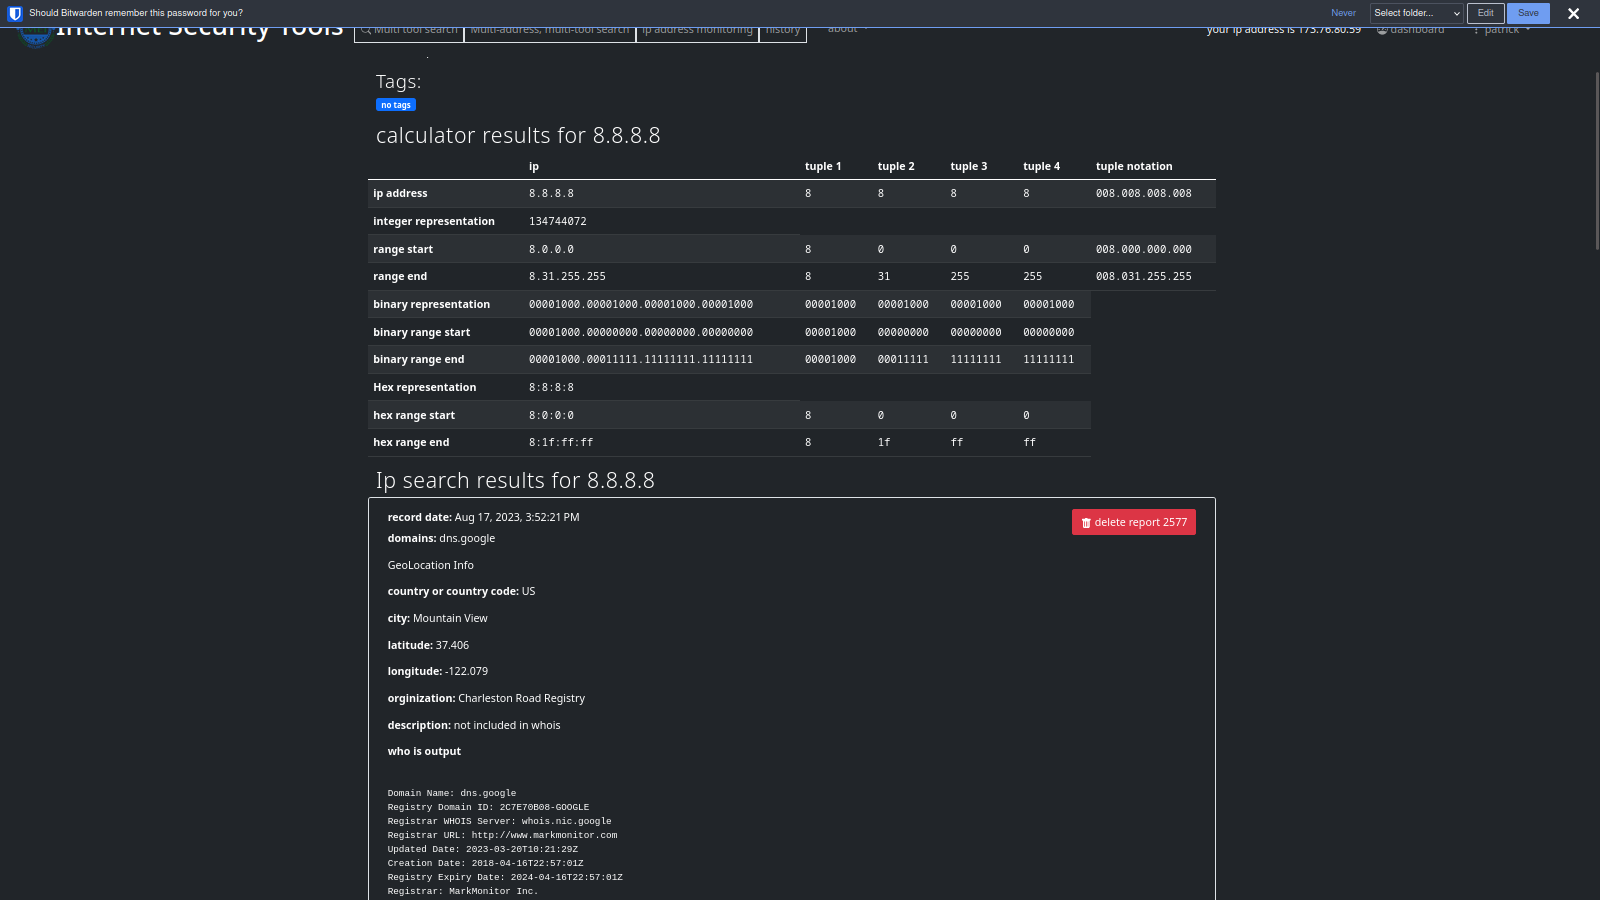 Should Bitwarden remember this password for you? Never Select folder... Edit Save
Internet Security Tools Multi tool search Multi-address, multi-tool search ip address monitoring history about your ip address is 173.76.80.59 dashboard patrick
Tags:
no tags
calculator results for 8.8.8.8
ip tuple 1 tuple 2 tuple 3 tuple 4 tuple notation
ip address 8.8.8.8 8 8 8 8 008.008.008.008
integer representation 134744072
range start 8.0.0.0 8 0 0 0 008.000.000.000
range end 8.31.255.255 8 31 255 255 008.031.255.255
binary representation 00001000.00001000.00001000.00001000 00001000 00001000 00001000 00001000
binary range start 00001000.00000000.00000000.00000000 00001000 00000000 00000000 00000000
binary range end 00001000.00011111.11111111.11111111 00001000 00011111 11111111 11111111
Hex representation 8:8:8:8
hex range start 8:0:0:0 8 0 0 0
hex range end 8:1f:ff:ff 8 1f ff ff
Ip search results for 8.8.8.8
record date: Aug 17, 2023, 3:52:21 PM delete report 2577
domains: dns.google
GeoLocation Info
country or country code: US
city: Mountain View
latitude: 37.406
longitude: -122.079
orginization: Charleston Road Registry
description: not included in whois
who is output
Domain Name: dns.google
Registry Domain ID: 2C7E70B08-GOOGLE
Registrar WHOIS Server: whois.nic.google
Registrar URL: http://www.markmonitor.com
Updated Date: 2023-03-20T10:21:29Z
Creation Date: 2018-04-16T22:57:01Z
Registry Expiry Date: 2024-04-16T22:57:01Z
Registrar: MarkMonitor Inc.